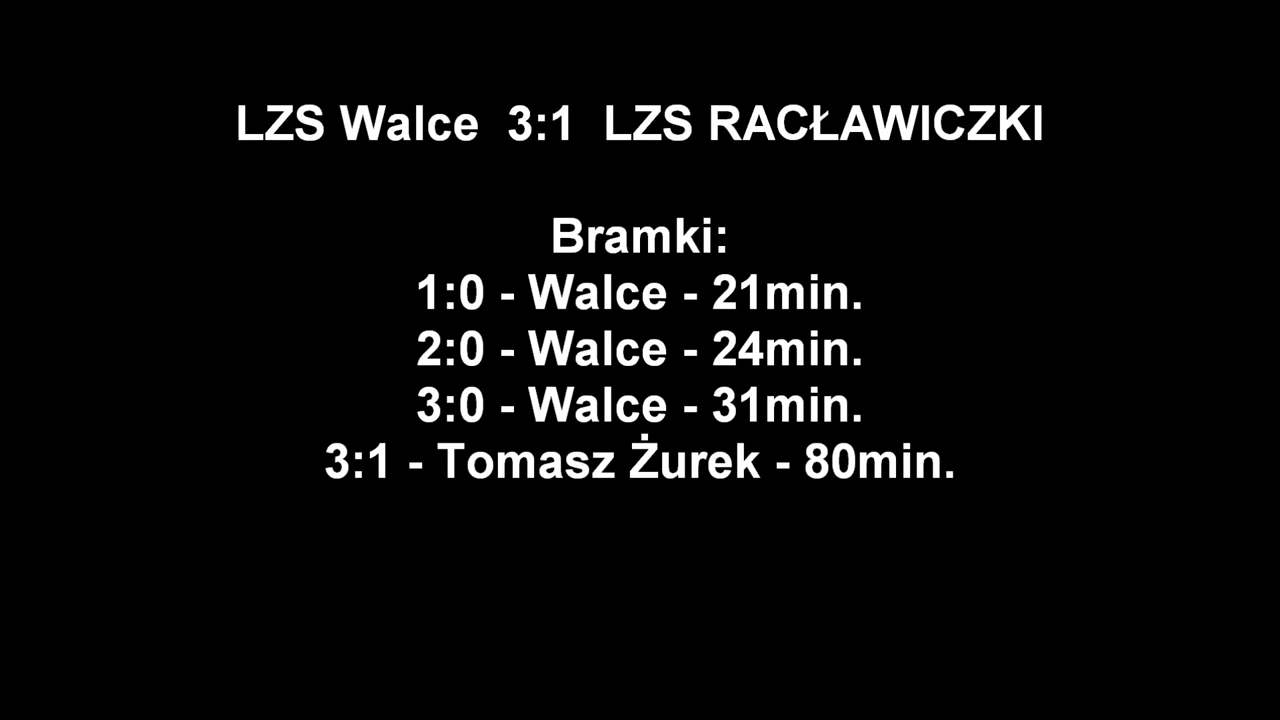 LZS Walce 3:1 LZS RACŁAWICZKI
Bramki:
1:0 - Walce - 21min.
2:0 - Walce - 24min.
3:0 - Walce - 31min.
3:1 - Tomasz Żurek - 80min.